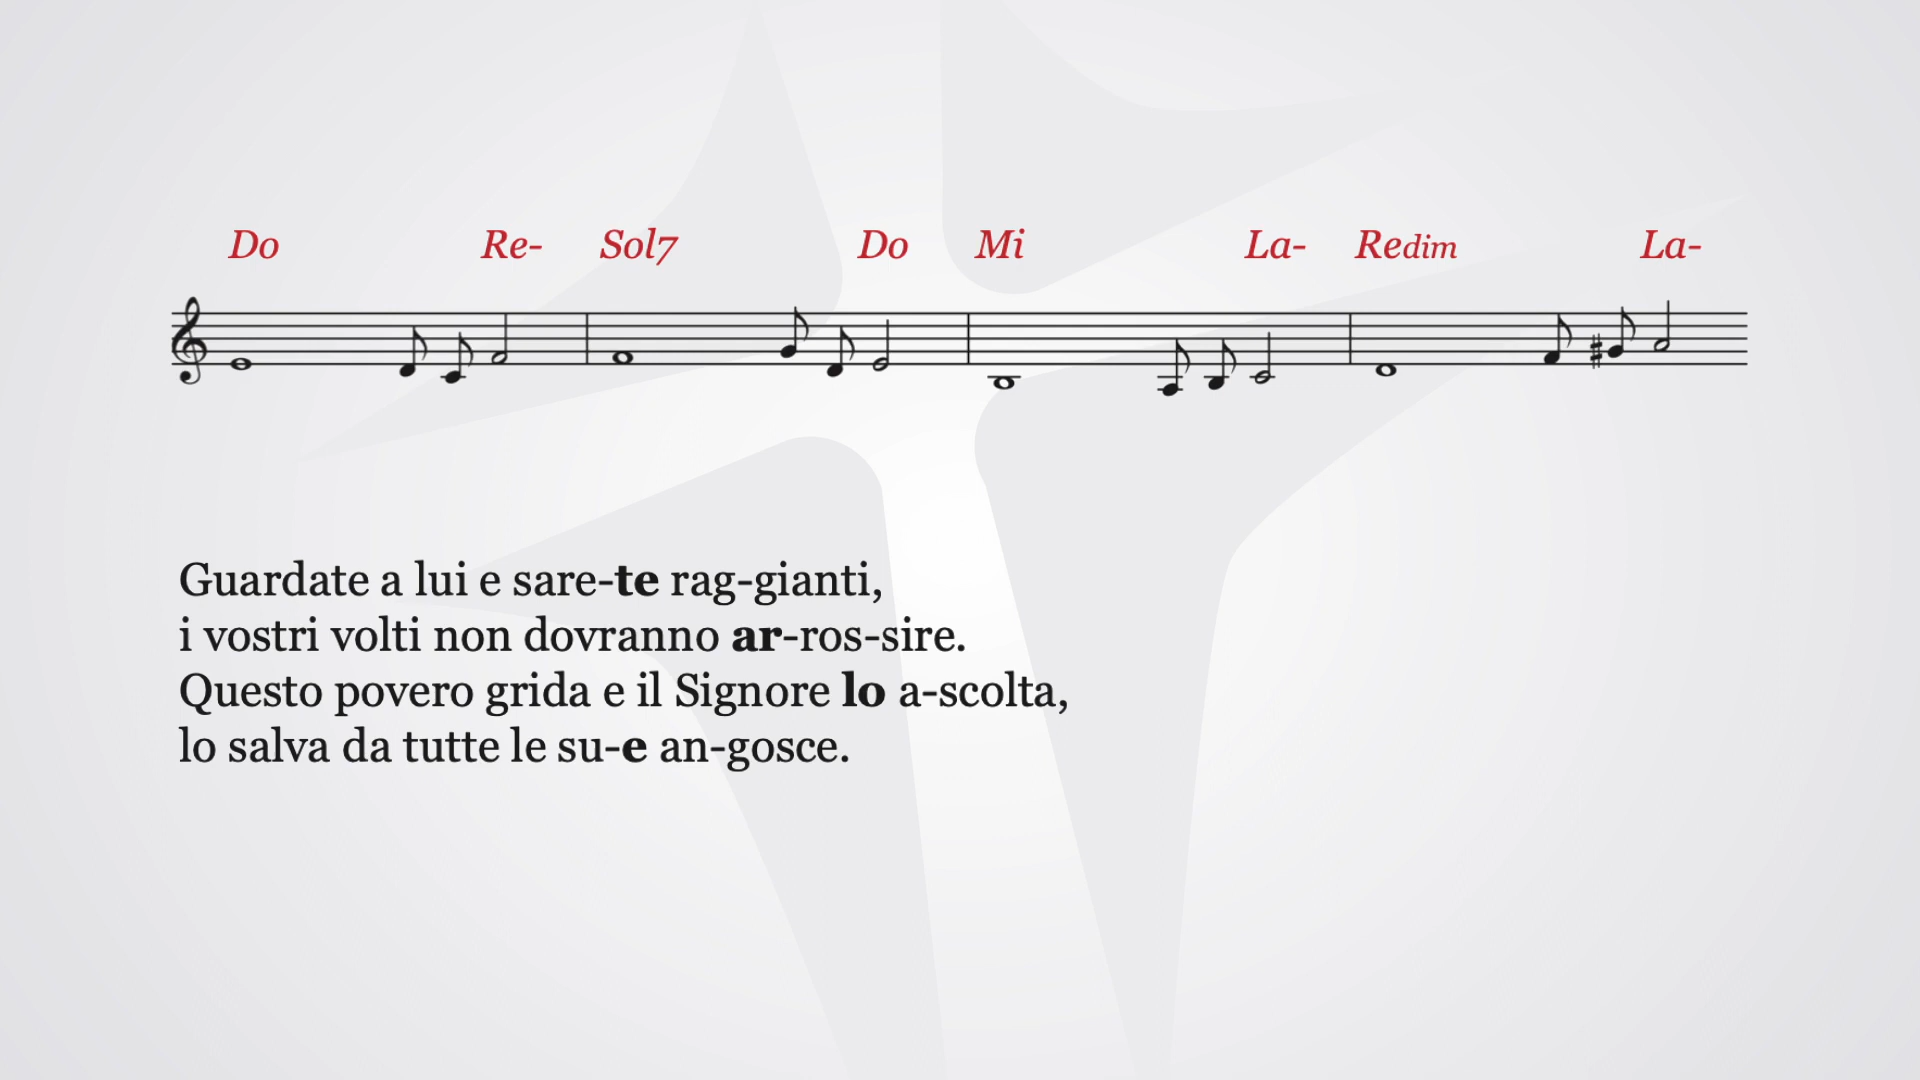 Do Re- Sol7 Do Mi La- Redim La-
Guardate a lui e sare-te rag-gianti,
i vostri volti non dovranno ar-ros-sire.
Questo povero grida e il Signore lo a-scolta,
lo salva da tutte le su-e an-gosce.